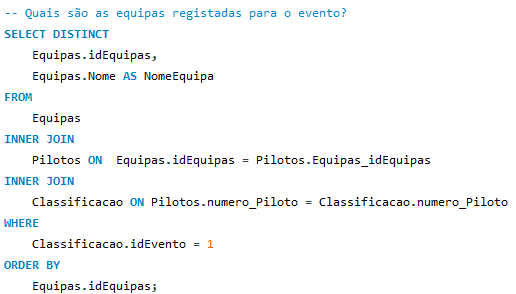 -- Quais são as equipas registadas para o evento?
SELECT DISTINCT
Equipas.idEquipas,
Equipas.Nome AS NomeEquipa
FROM
Equipas
INNER JOIN
Pilotos ON  Equipas.idEquipas = Pilotos.Equipas_idEquipas
INNER JOIN
Classificacao ON Pilotos.numero_Piloto = Classificacao.numero_Piloto
WHERE
Classificacao.idEvento = 1
ORDER BY
Equipas.idEquipas;